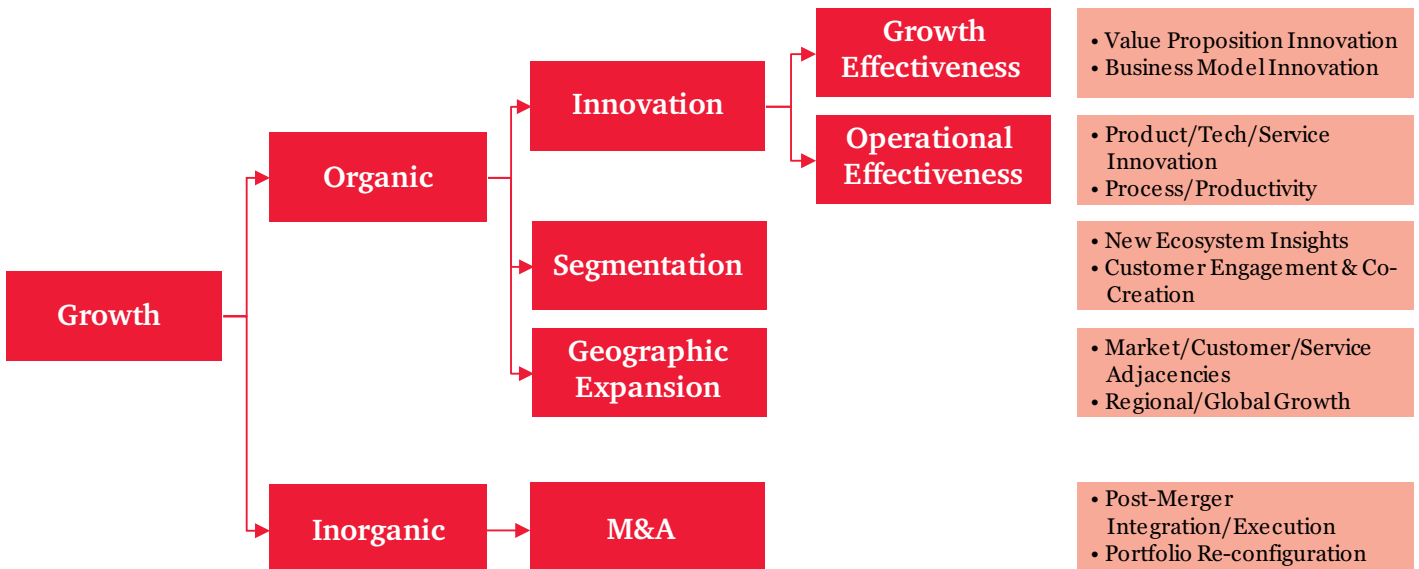 Growth
Effectiveness
• Value Proposition Innovation
• Business Model Innovation
Innovation
Operational
Effectiveness
• Product/Tech/Service
Innovation
• Process/Productivity
Organic
Segmentation
• New Ecosystem Insights
• Customer Engagement & Co-
Creation
Growth
Geographic
Expansion
• Market/Customer/Service
Adjacencies
• Regional/Global Growth
Inorganic
M&A
• Post-Merger
Integration/Execution
• Portfolio Re-configuration